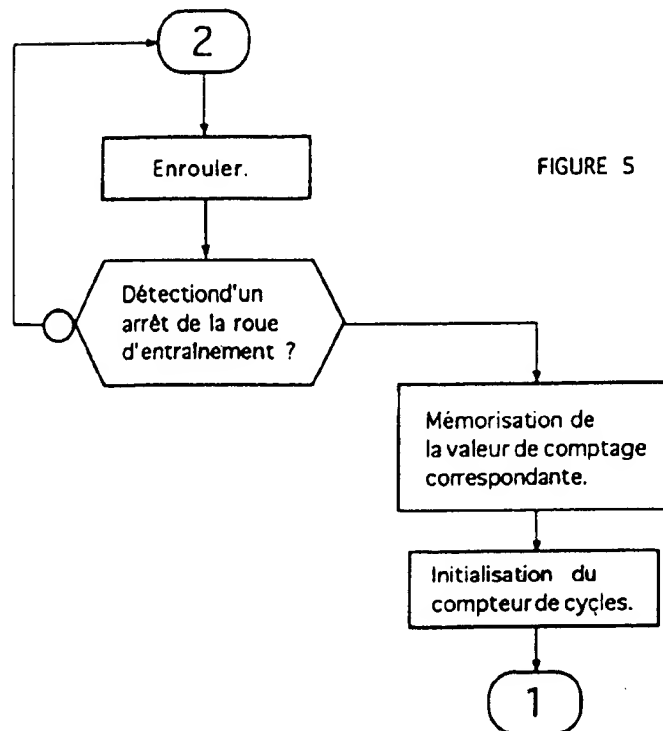 2
Enrouler.
FIGURE 5
Détectiond'un
arrêt de la roue
d'entraînement ?
Mémorisation de
la valeur de comptage
correspondante.
Initialisation du
compteur de cycles.
1